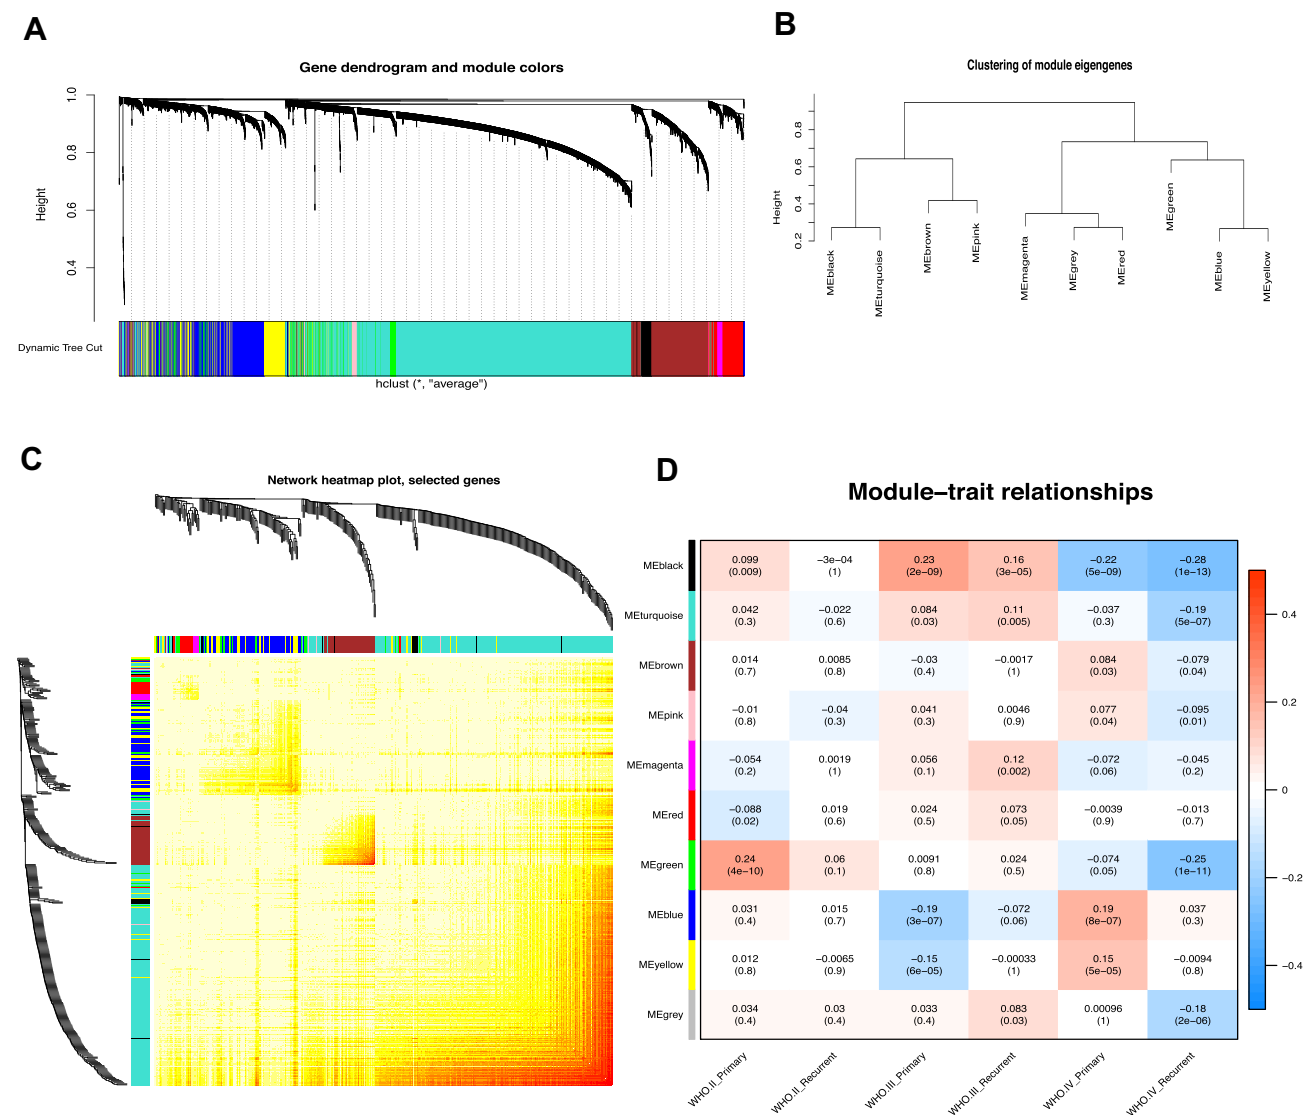 A
Gene dendrogram and module colors
Height
1.0
0.8
0.6
0.4
Dynamic Tree Cut
hclust (*, "average")
B
Clustering of module eigengenes
Height
0.8
0.6
0.4
0.2
MEblack
MEturquoise
MEbrown
MEpink
MEmagenta
MEgrey
MEred
MEgreen
MEblue
MEyellow
C
Network heatmap plot, selected genes
D
Module−trait relationships
MEblack
0.099 −3e−04 0.23 0.16 −0.22 −0.28
(0.009) (1) (2e−09) (3e−05) (5e−09) (1e−13)
MEturquoise
0.042 −0.022 0.084 0.11 −0.037 −0.19
(0.3) (0.6) (0.03) (0.005) (0.3) (5e−07)
MEbrown
0.014 0.0085 −0.03 −0.0017 0.084 −0.079
(0.7) (0.8) (0.4) (1) (0.03) (0.04)
MEpink
−0.01 −0.04 0.041 0.0046 0.077 −0.095
(0.8) (0.3) (0.3) (0.9) (0.04) (0.01)
MEmagenta
−0.054 0.0019 0.056 0.12 −0.072 −0.045
(0.2) (1) (0.1) (0.002) (0.06) (0.2)
MEred
−0.088 0.019 0.024 0.073 −0.0039 −0.013
(0.02) (0.6) (0.5) (0.05) (0.9) (0.7)
MEgreen
0.24 0.06 0.0091 0.024 −0.074 −0.25
(4e−10) (0.1) (0.8) (0.5) (0.05) (1e−11)
MEblue
0.031 0.015 −0.19 −0.072 0.19 0.037
(0.4) (0.7) (3e−07) (0.06) (8e−07) (0.3)
MEyellow
0.012 −0.0065 −0.15 −0.00033 0.15 −0.0094
(0.8) (0.9) (6e−05) (1) (5e−05) (0.8)
MEgrey
0.034 0.03 0.033 0.083 0.00096 −0.18
(0.4) (0.4) (0.4) (0.03) (1) (2e−06)
WHO.II_Primary
WHO.II_Recurrent
WHO.III_Primary
WHO.III_Recurrent
WHO.IV_Primary
WHO.IV_Recurrent
0.4
0.2
0
−0.2
−0.4